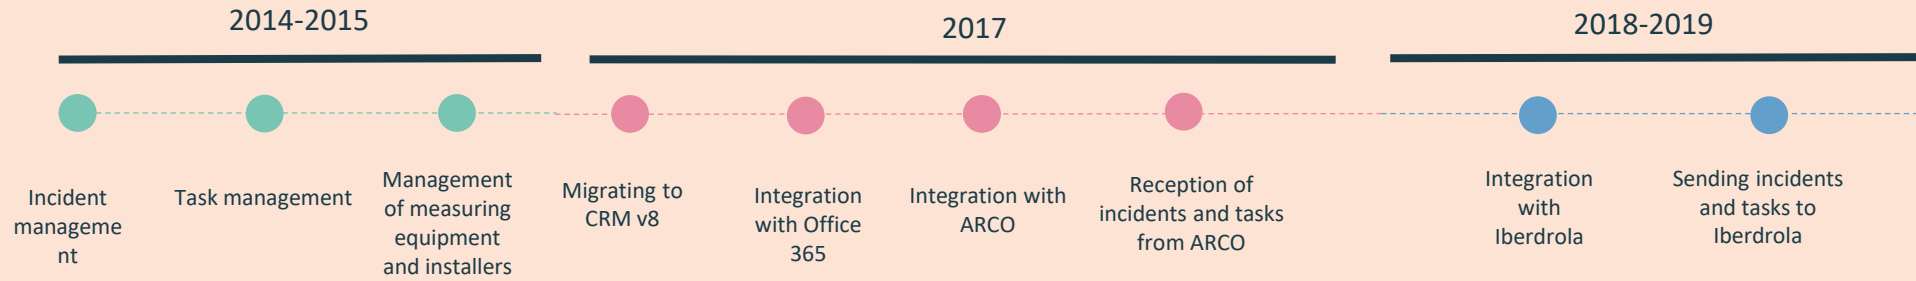 2014-2015
2017
2018-2019
Incident
manageme
nt
Task management
Management
of measuring
equipment
and installers
Migrating to
CRM v8
Integration
with Office
365
Integration with
ARCO
Reception of
incidents and tasks
from ARCO
Integration
with
Iberdrola
Sending incidents
and tasks to
Iberdrola